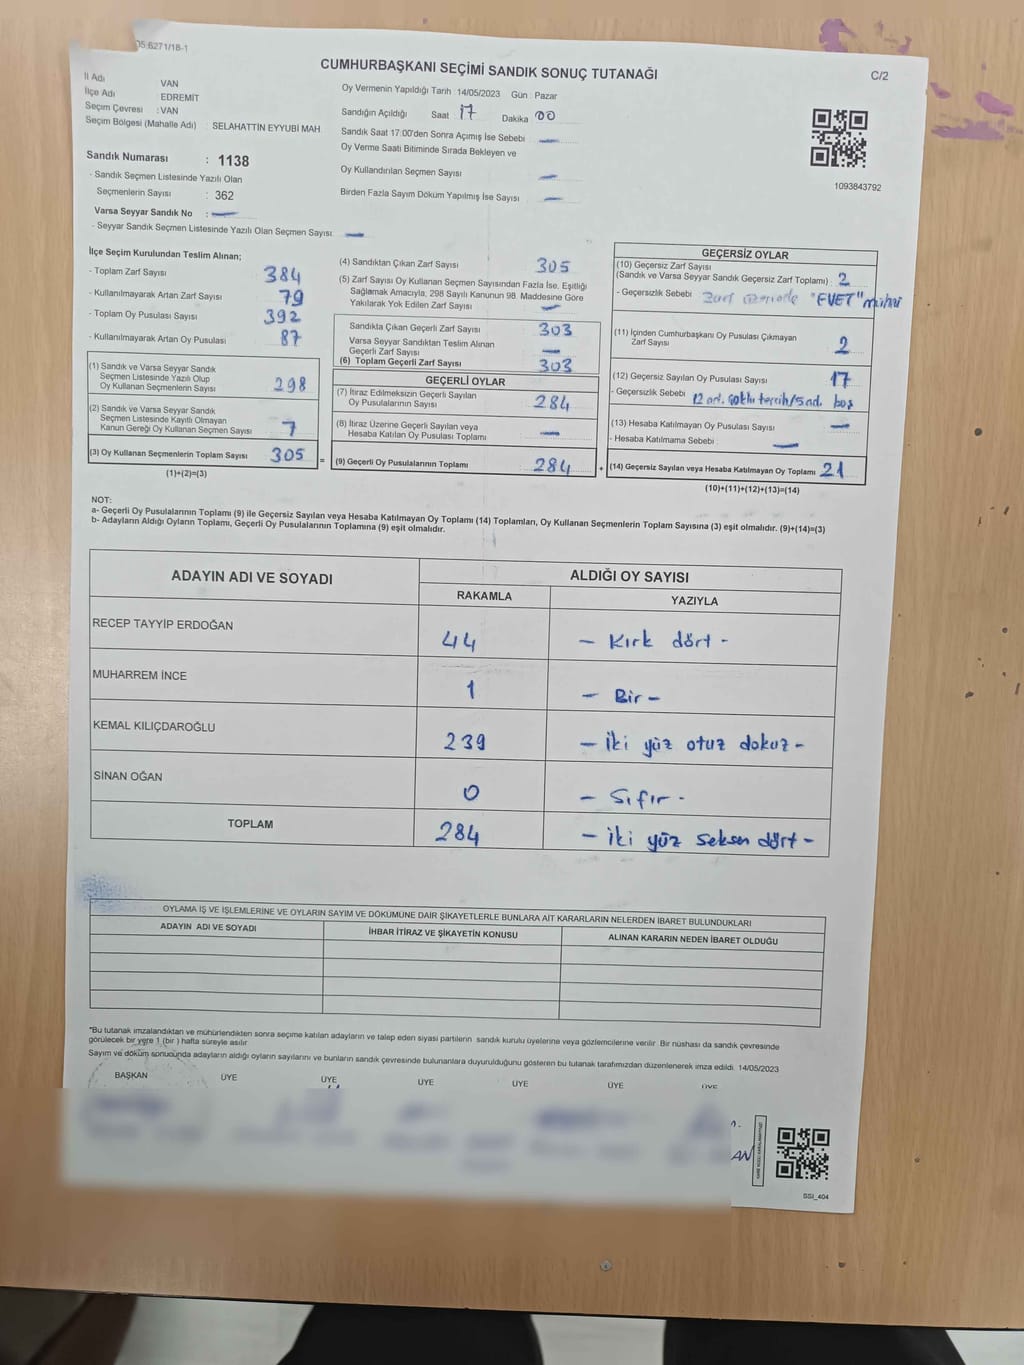 05.6271/18-1
CUMHURBAŞKANI SEÇİMİ SANDIK SONUÇ TUTANAĞI
C/2
İl Adı VAN
İlçe Adı : EDREMİT
Seçim Çevresi : VAN
Seçim Bölgesi (Mahalle Adı) : SELAHATTİN EYYUBİ MAH.
Oy Vermenin Yapıldığı Tarih : 14/05/2023 Gün : Pazar
Sandığın Açıldığı Saat 17 Dakika 00
Sandık Saat 17:00'den Sonra Açımış İse Sebebi —
Oy Verme Saati Bitiminde Sırada Bekleyen ve
Oy Kullandırılan Seçmen Sayısı —
Birden Fazla Sayım Döküm Yapılmış İse Sayısı —
1093843792
Sandık Numarası : 1138
- Sandık Seçmen Listesinde Yazılı Olan
Seçmenlerin Sayısı : 362
Varsa Seyyar Sandık No : —
- Seyyar Sandık Seçmen Listesinde Yazılı Olan Seçmen Sayısı: —
İlçe Seçim Kurulundan Teslim Alınan;
- Toplam Zarf Sayısı 384
- Kullanılmayarak Artan Zarf Sayısı 79
- Toplam Oy Pusulası Sayısı 392
- Kullanılmayarak Artan Oy Pusulası 87
(1) Sandık ve Varsa Seyyar Sandık
Seçmen Listesinde Yazılı Olup
Oy Kullanan Seçmenlerin Sayısı 298
(2) Sandık ve Varsa Seyyar Sandık
Seçmen Listesinde Kayıtlı Olmayan
Kanun Gereği Oy Kullanan Seçmen Sayısı 7
(3) Oy Kullanan Seçmenlerin Toplam Sayısı 305 =
(1)+(2)=(3)
(4) Sandıktan Çıkan Zarf Sayısı 305
(5) Zarf Sayısı Oy Kullanan Seçmen Sayısından Fazla İse, Eşitliği
Sağlamak Amacıyla, 298 Sayılı Kanunun 98. Maddesine Göre
Yakılarak Yok Edilen Zarf Sayısı —
Sandıkla Çıkan Geçerli Zarf Sayısı 303
Varsa Seyyar Sandıktan Teslim Alınan
Geçerli Zarf Sayısı —
(6) Toplam Geçerli Zarf Sayısı 303
GEÇERLİ OYLAR
(7) İtiraz Edilmeksizin Geçerli Sayılan
Oy Pusulalarının Sayısı 284
(8) İtiraz Üzerine Geçerli Sayılan veya
Hesaba Katılan Oy Pusulası Toplamı —
(9) Geçerli Oy Pusulalarının Toplamı 284 +
GEÇERSİZ OYLAR
(10) Geçersiz Zarf Sayısı
(Sandık ve Varsa Seyyar Sandık Geçersiz Zarf Toplamı) : 2
- Geçersizlik Sebebi : Zarf üzerinde "EVET" mührü
(11) İçinden Cumhurbaşkanı Oy Pusulası Çıkmayan
Zarf Sayısı 2
(12) Geçersiz Sayılan Oy Pusulası Sayısı 17
- Geçersizlik Sebebi : 12 ad. çoklu tercih/5 ad. boş
(13) Hesaba Katılmayan Oy Pusulası Sayısı —
- Hesaba Katılmama Sebebi : —
(14) Geçersiz Sayılan veya Hesaba Katılmayan Oy Toplamı 21
(10)+(11)+(12)+(13)=(14)
NOT:
a- Geçerli Oy Pusulalarının Toplamı (9) ile Geçersiz Sayılan veya Hesaba Katılmayan Oy Toplamı (14) Toplamları, Oy Kullanan Seçmenlerin Toplam Sayısına (3) eşit olmalıdır. (9)+(14)=(3)
b- Adayların Aldığı Oyların Toplamı, Geçerli Oy Pusulalarının Toplamına (9) eşit olmalıdır.
ADAYIN ADI VE SOYADI ALDIĞI OY SAYISI
RAKAMLA YAZIYLA
RECEP TAYYİP ERDOĞAN 44 – Kırk dört –
MUHARREM İNCE 1 – Bir –
KEMAL KILIÇDAROĞLU 239 – İki yüz otuz dokuz –
SİNAN OĞAN 0 – Sıfır –
TOPLAM 284 – İki yüz seksen dört –
OYLAMA İŞ VE İŞLEMLERİNE VE OYLARIN SAYIM VE DÖKÜMÜNE DAİR ŞİKAYETLERLE BUNLARA AİT KARARLARIN NELERDEN İBARET BULUNDUKLARI
ADAYIN ADI VE SOYADI İHBAR İTİRAZ VE ŞİKAYETİN KONUSU ALINAN KARARIN NEDEN İBARET OLDUĞU
*Bu tutanak imzalandıktan ve mühürlendikten sonra seçime katılan adayların ve talep eden siyasi partilerin sandık kurulu üyelerine veya gözlemcilerine verilir. Bir nüshası da sandık çevresinde
görülecek bir yere 1 (bir ) hafta süreyle asılır.
Sayım ve döküm sonucunda adayların aldığı oyların sayılarını ve bunların sandık çevresinde bulunanlara duyurulduğunu gösteren bu tutanak tarafımızdan düzenlenerek imza edildi. 14/05/2023
BAŞKAN ÜYE ÜYE ÜYE ÜYE ÜYE ÜYE
AN
SSI_404